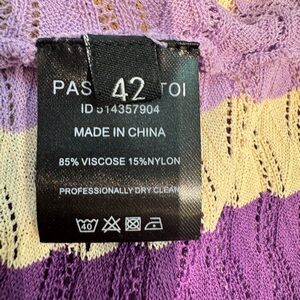 42
PAS TOI
ID 514357904
MADE IN CHINA
85% VISCOSE 15%NYLON
PROFESSIONALLY DRY CLEAN
40